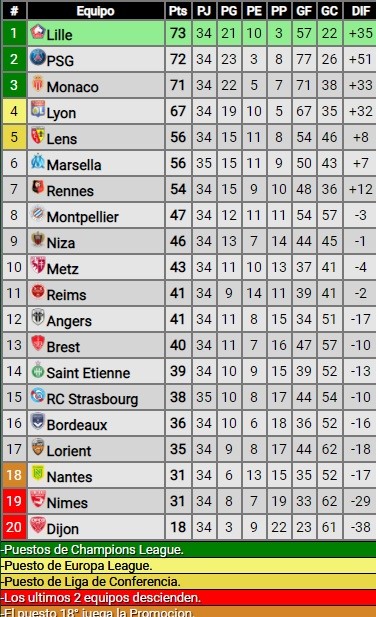 # Equipo Pts PJ PG PE PP GF GC DIF
1 Lille 73 34 21 10 3 57 22 +35
2 PSG 72 34 23 3 8 77 26 +51
3 Monaco 71 34 22 5 7 71 38 +33
4 Lyon 67 34 19 10 5 67 35 +32
5 Lens 56 34 15 11 8 54 46 +8
6 Marsella 56 35 15 11 9 50 43 +7
7 Rennes 54 34 15 9 10 48 36 +12
8 Montpellier 47 34 12 11 11 54 57 -3
9 Niza 46 34 13 7 14 44 45 -1
10 Metz 43 34 11 10 13 37 41 -4
11 Reims 41 34 9 14 11 39 41 -2
12 Angers 41 34 11 8 15 34 51 -17
13 Brest 40 34 11 7 16 47 57 -10
14 Saint Etienne 39 34 10 9 15 39 52 -13
15 RC Strasbourg 38 35 10 8 17 44 54 -10
16 Bordeaux 36 34 10 6 18 36 52 -16
17 Lorient 35 34 9 8 17 44 62 -18
18 Nantes 31 34 6 13 15 35 52 -17
19 Nimes 31 34 8 7 19 33 62 -29
20 Dijon 18 34 3 9 22 23 61 -38
-Puestos de Champions League.
-Puesto de Europa League.
-Puesto de Liga de Conferencia.
-Los ultimos 2 equipos descienden.
-El puesto 18° juega la Promocion.